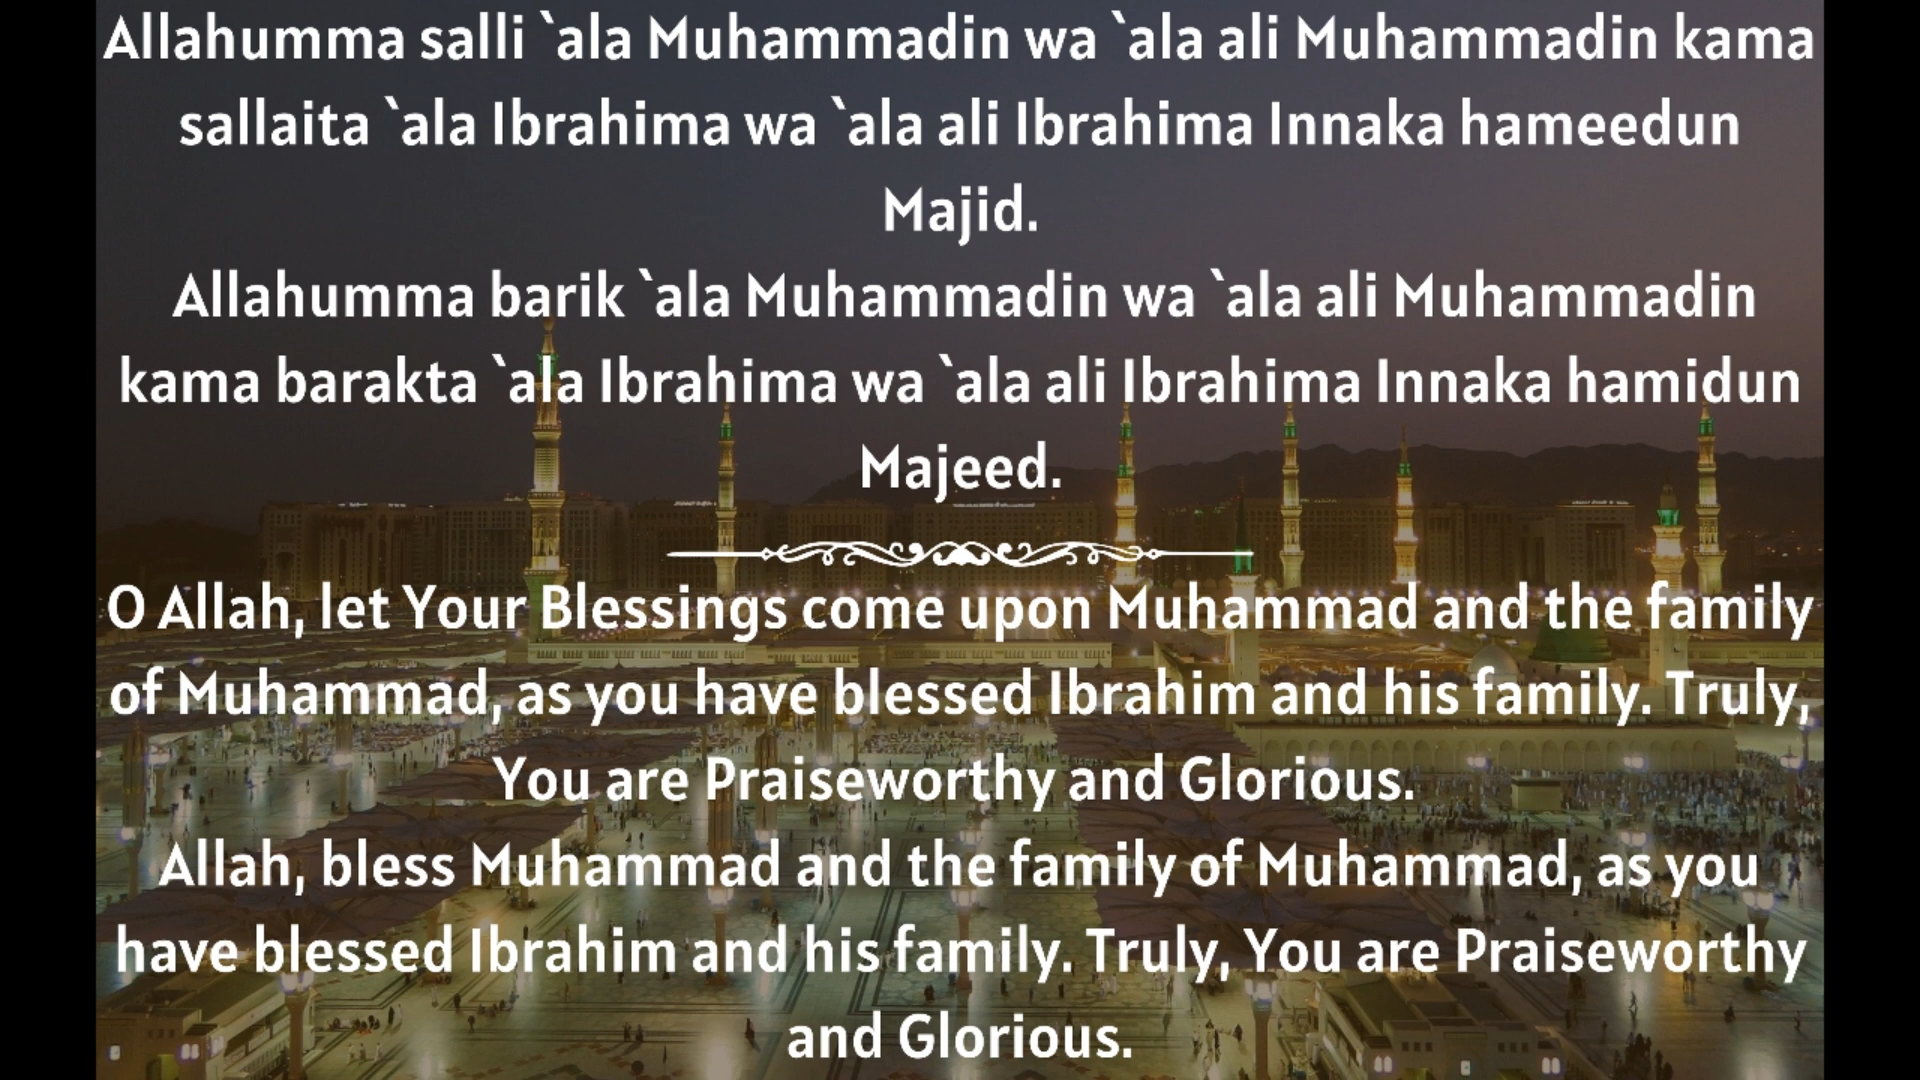 Allahumma salli `ala Muhammadin wa `ala ali Muhammadin kama
sallaita `ala Ibrahima wa `ala ali Ibrahima Innaka hameedun
Majid.
Allahumma barik `ala Muhammadin wa `ala ali Muhammadin
kama barakta `ala Ibrahima wa `ala ali Ibrahima Innaka hamidun
Majeed.
O Allah, let Your Blessings come upon Muhammad and the family
of Muhammad, as you have blessed Ibrahim and his family. Truly,
You are Praiseworthy and Glorious.
Allah, bless Muhammad and the family of Muhammad, as you
have blessed Ibrahim and his family. Truly, You are Praiseworthy
and Glorious.